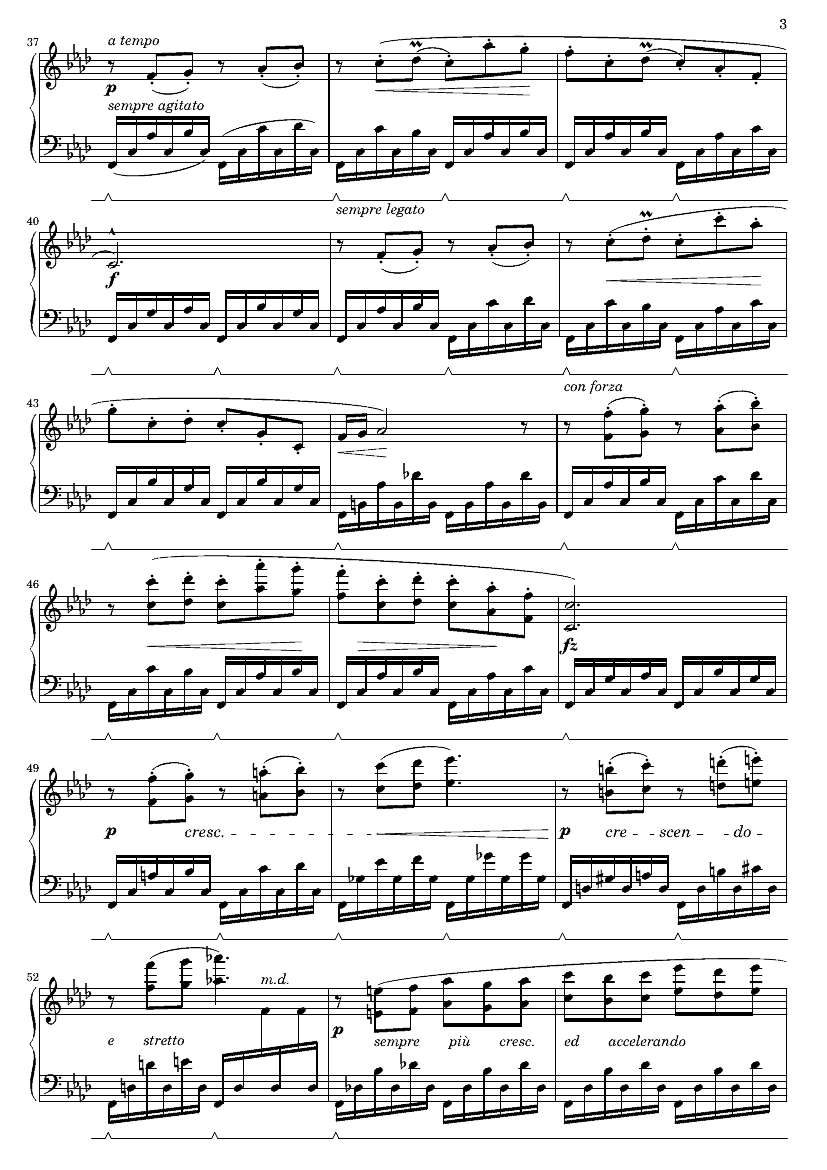 3
37
a tempo
p
sempre agitato
sempre legato
40
f
con forza
43
46
fz
49
p cresc. p cre - scen - do -
52
m.d.
p
e stretto sempre più cresc. ed accelerando